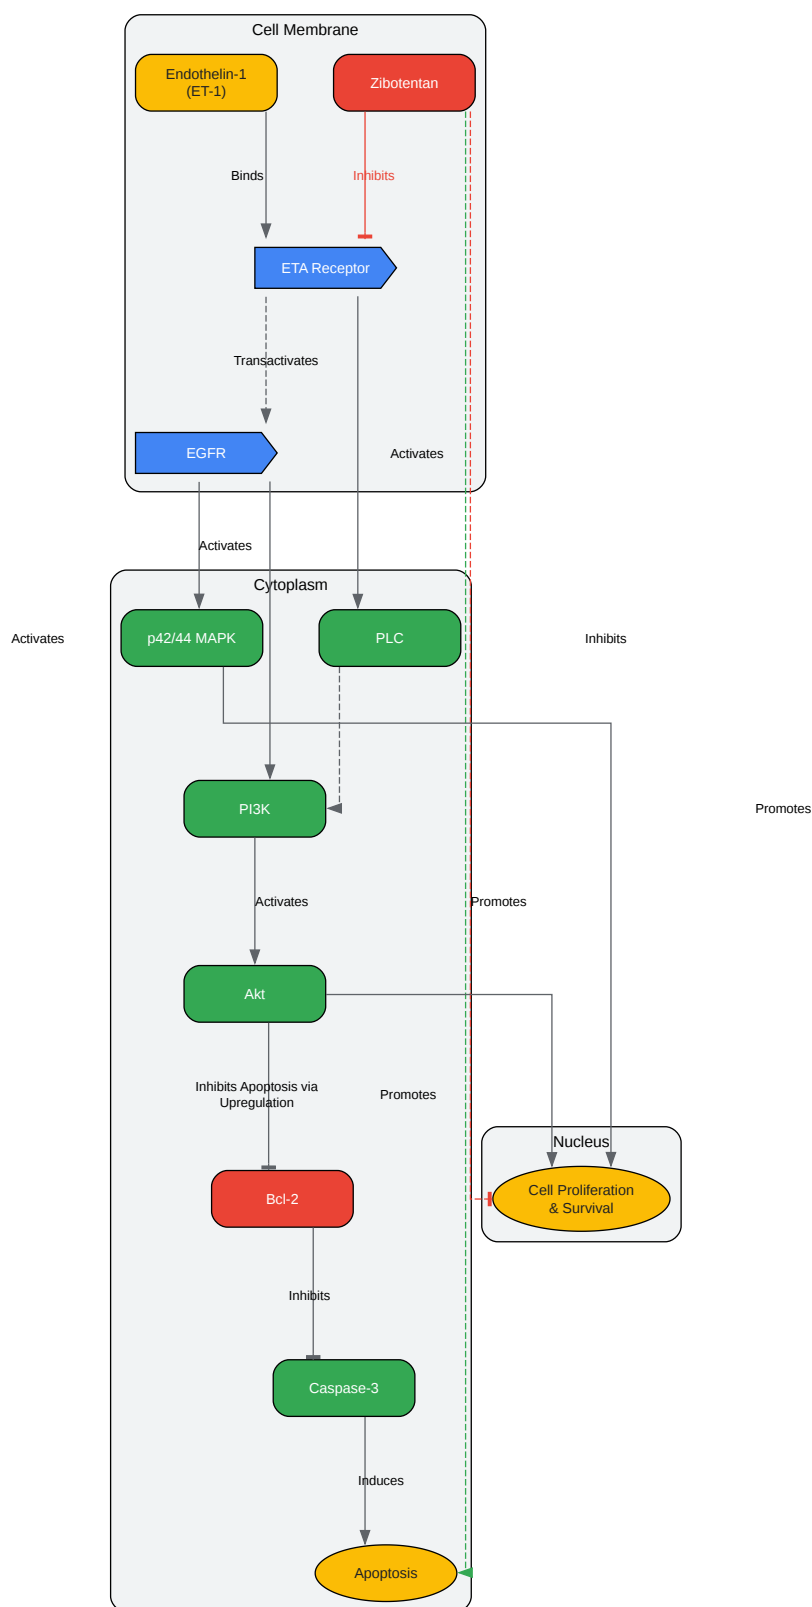 Cell Membrane
Endothelin-1
(ET-1)
Zibotentan
Binds
Inhibits
ETA Receptor
Transactivates
EGFR
Activates
Activates
Cytoplasm
Activates
p42/44 MAPK
PLC
Inhibits
PI3K
Promotes
Activates
Promotes
Akt
Inhibits Apoptosis via
Upregulation
Promotes
Nucleus
Bcl-2
Cell Proliferation
& Survival
Inhibits
Caspase-3
Induces
Apoptosis